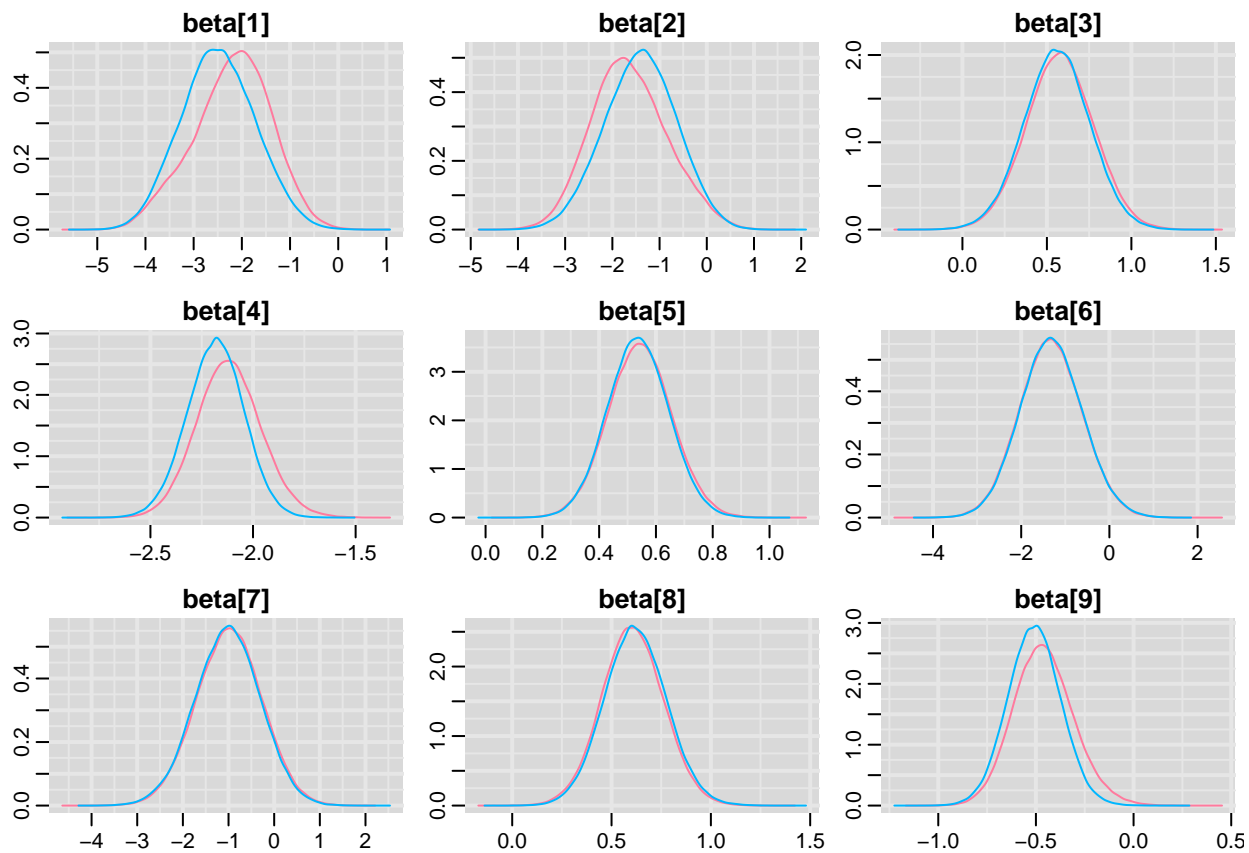 beta[1] beta[2] beta[3]
0.0 0.2 0.4
−5 −4 −3 −2 −1 0 1
0.0 0.2 0.4
−5 −4 −3 −2 −1 0 1 2
0.0 1.0 2.0
0.0 0.5 1.0 1.5
beta[4] beta[5] beta[6]
0.0 1.0 2.0 3.0
−2.5 −2.0 −1.5
0 1 2 3
0.0 0.2 0.4 0.6 0.8 1.0
0.0 0.2 0.4
−4 −2 0 2
beta[7] beta[8] beta[9]
0.0 0.2 0.4
−4 −3 −2 −1 0 1 2
0.0 1.0 2.0
0.0 0.5 1.0 1.5
0.0 1.0 2.0 3.0
−1.0 −0.5 0.0 0.5